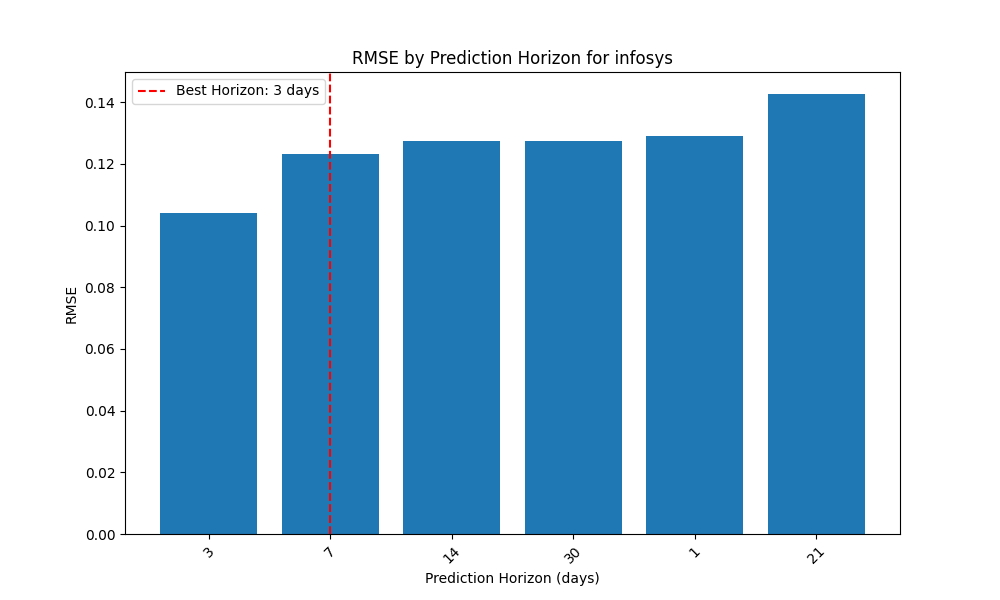 RMSE by Prediction Horizon for infosys
Best Horizon: 3 days
RMSE
0.14
0.12
0.10
0.08
0.06
0.04
0.02
0.00
3 7 14 30 1 21
Prediction Horizon (days)